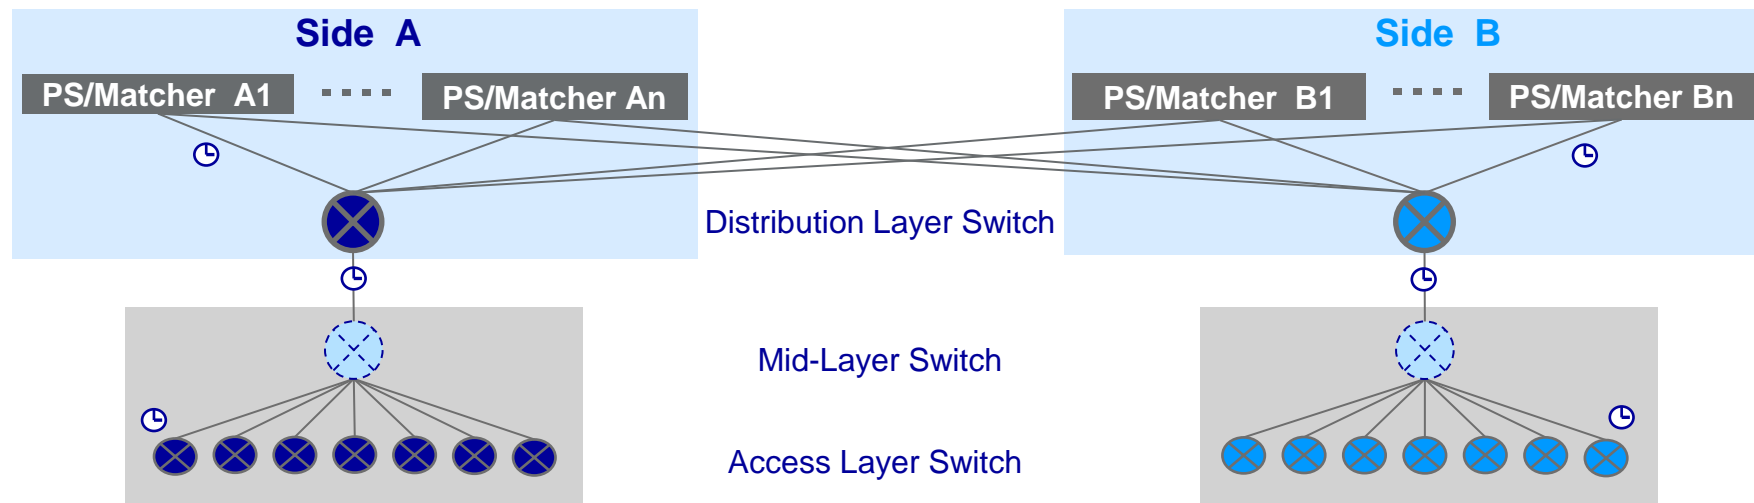 Side A
Side B
PS/Matcher A1
PS/Matcher An
PS/Matcher B1
PS/Matcher Bn
Distribution Layer Switch
Mid-Layer Switch
Access Layer Switch